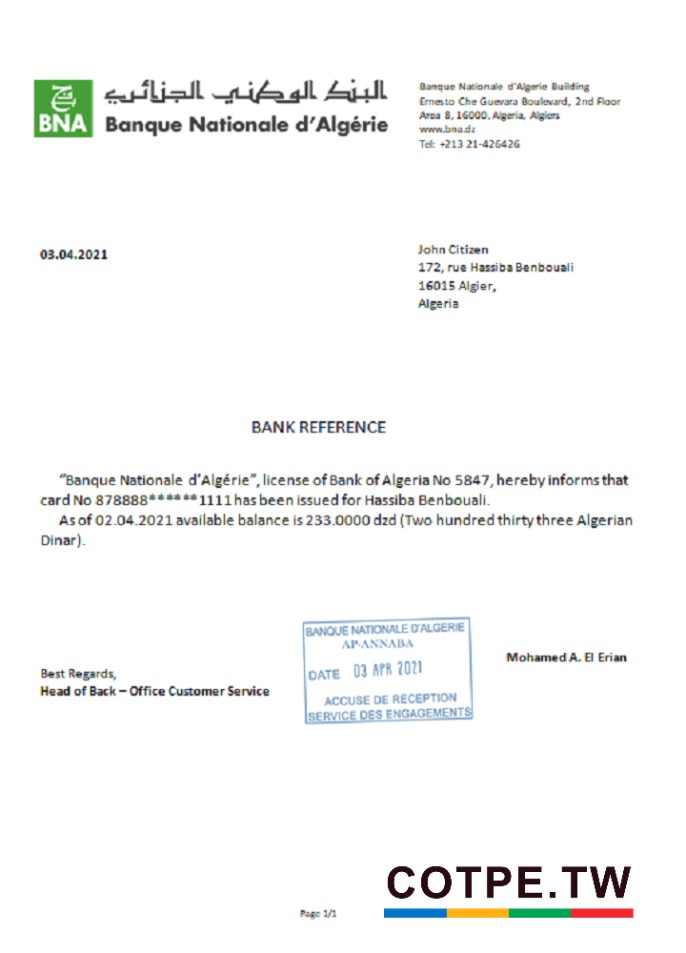 البنك الوطني الجزائري
BNA
Banque Nationale d'Algérie
Banque Nationale d'Algerie Building
Ernesto Che Guevara Boulevard, 2nd Floor
Area 8, 16000, Algeria, Algiers
www.bna.dz
Tel: +213 21-426426
03.04.2021
John Citizen
172, rue Hassiba Benbouali
16015 Algier,
Algeria
BANK REFERENCE
“Banque Nationale d’Algérie”, license of Bank of Algeria No 5847, hereby informs that
card No 878888******1111 has been issued for Hassiba Benbouali.
As of 02.04.2021 available balance is 233.0000 dzd (Two hundred thirty three Algerian
Dinar).
BANQUE NATIONALE D'ALGERIE
AP-ANNABA
DATE 03 APR 2021
ACCUSE DE RECEPTION
SERVICE DES ENGAGEMENTS
Mohamed A. El Erian
Best Regards,
Head of Back – Office Customer Service
COTPE.TW
Page 1/1